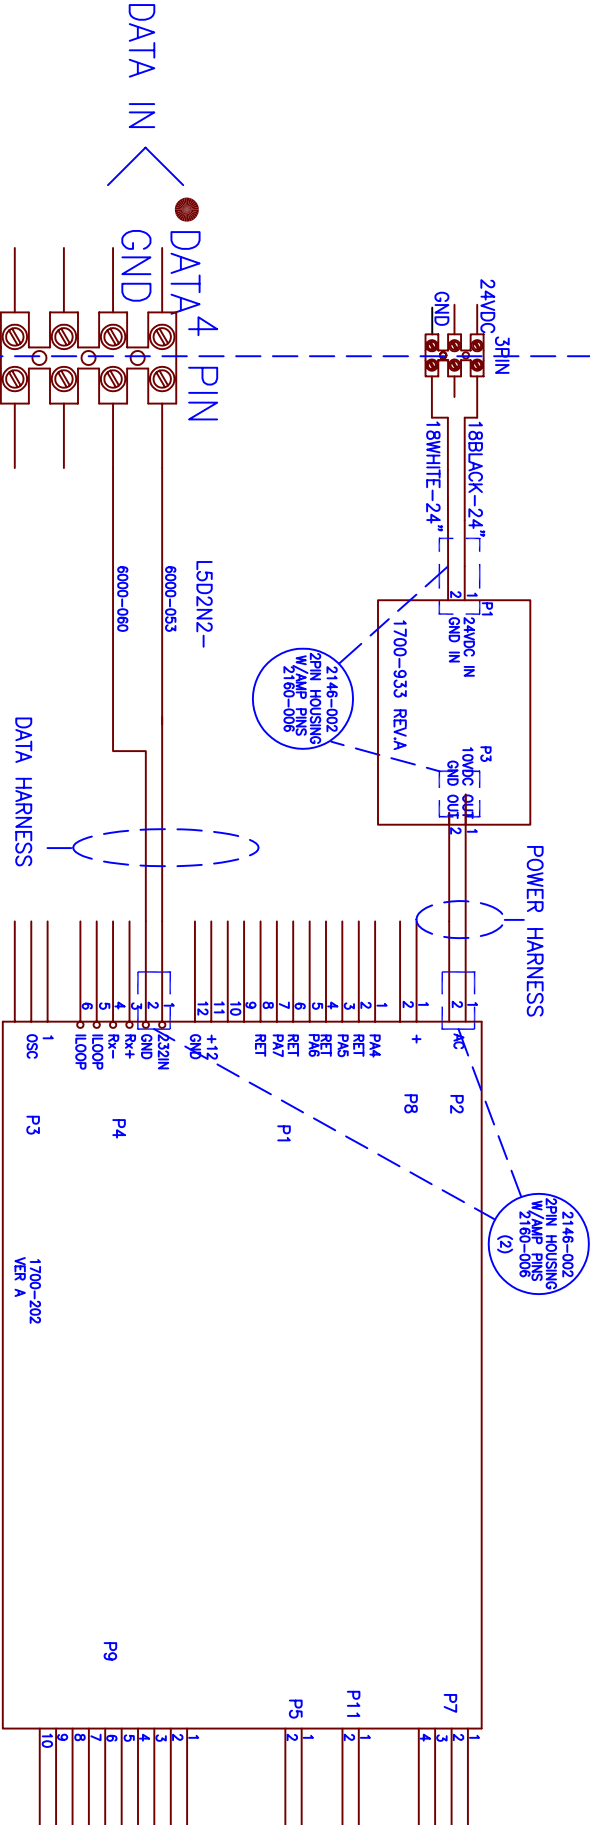 DATA IN
DATA
GND
4 PIN
24VDC
GND
3PIN
18BLACK-24"
18WHITE-24"
P1
1
2
24VDC IN
GND IN
1700-933 REV.A
P3
10VDC OUT
GND OUT
1
2
2146-002
2PIN HOUSING
W/AMP PINS
2160-006
L5D2N2-
6000-053
6000-060
DATA HARNESS
POWER HARNESS
1
2
AC
P2
1
2
+
P8
1
2
3
4
5
6
7
8
9
10
11
12
PA4
RET
PA5
RET
PA6
RET
PA7
RET
+12
GND
P1
1
2
3
4
5
6
232IN
GND
Rx+
Rx-
ILOOP
ILOOP
P4
1
OSC
P3
2146-002
2PIN HOUSING
W/AMP PINS
2160-006
(2)
1700-202
VER A
P7
1
2
3
4
P11
1
2
P5
1
2
P9
1
2
3
4
5
6
7
8
9
10